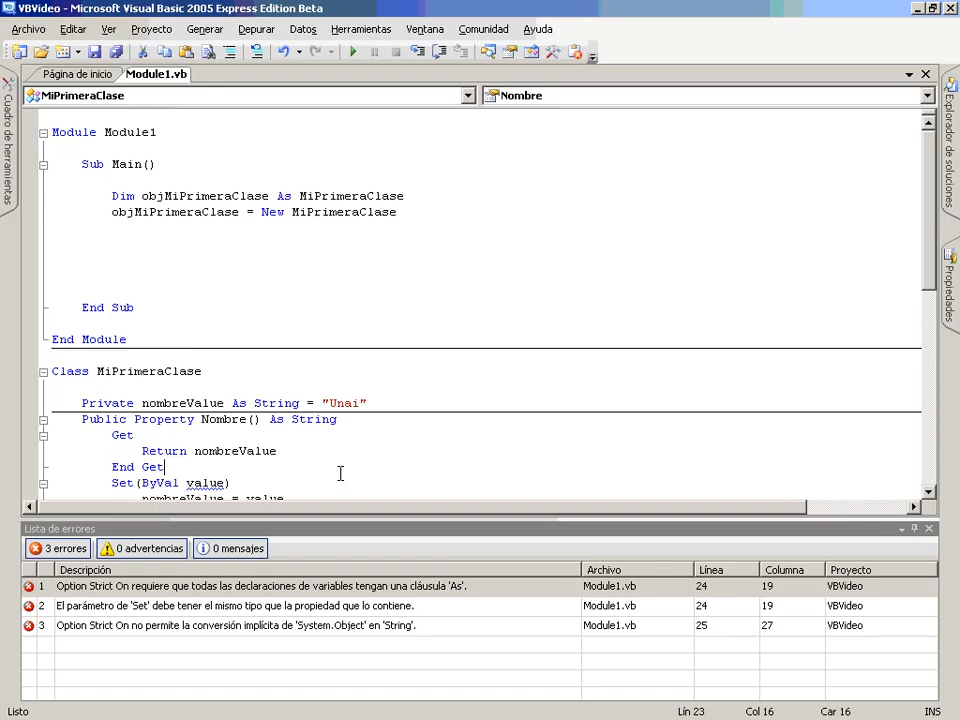 VBVideo - Microsoft Visual Basic 2005 Express Edition Beta
Archivo Editar Ver Proyecto Generar Depurar Datos Herramientas Ventana Comunidad Ayuda
Página de inicio Module1.vb
MiPrimeraClase Nombre
Cuadro de herramientas
Explorador de soluciones
Propiedades
Module Module1
Sub Main()
Dim objMiPrimeraClase As MiPrimeraClase
objMiPrimeraClase = New MiPrimeraClase
End Sub
End Module
Class MiPrimeraClase
Private nombreValue As String = "Unai"
Public Property Nombre() As String
Get
Return nombreValue
End Get
Set(ByVal value)
nombreValue = value
Lista de errores
3 errores 0 advertencias 0 mensajes
Descripción Archivo Línea Columna Proyecto
1 Option Strict On requiere que todas las declaraciones de variables tengan una cláusula 'As'. Module1.vb 24 19 VBVideo
2 El parámetro de 'Set' debe tener el mismo tipo que la propiedad que lo contiene. Module1.vb 24 19 VBVideo
3 Option Strict On no permite la conversión implícita de 'System.Object' en 'String'. Module1.vb 25 27 VBVideo
Listo Lín 23 Col 16 Car 16 INS